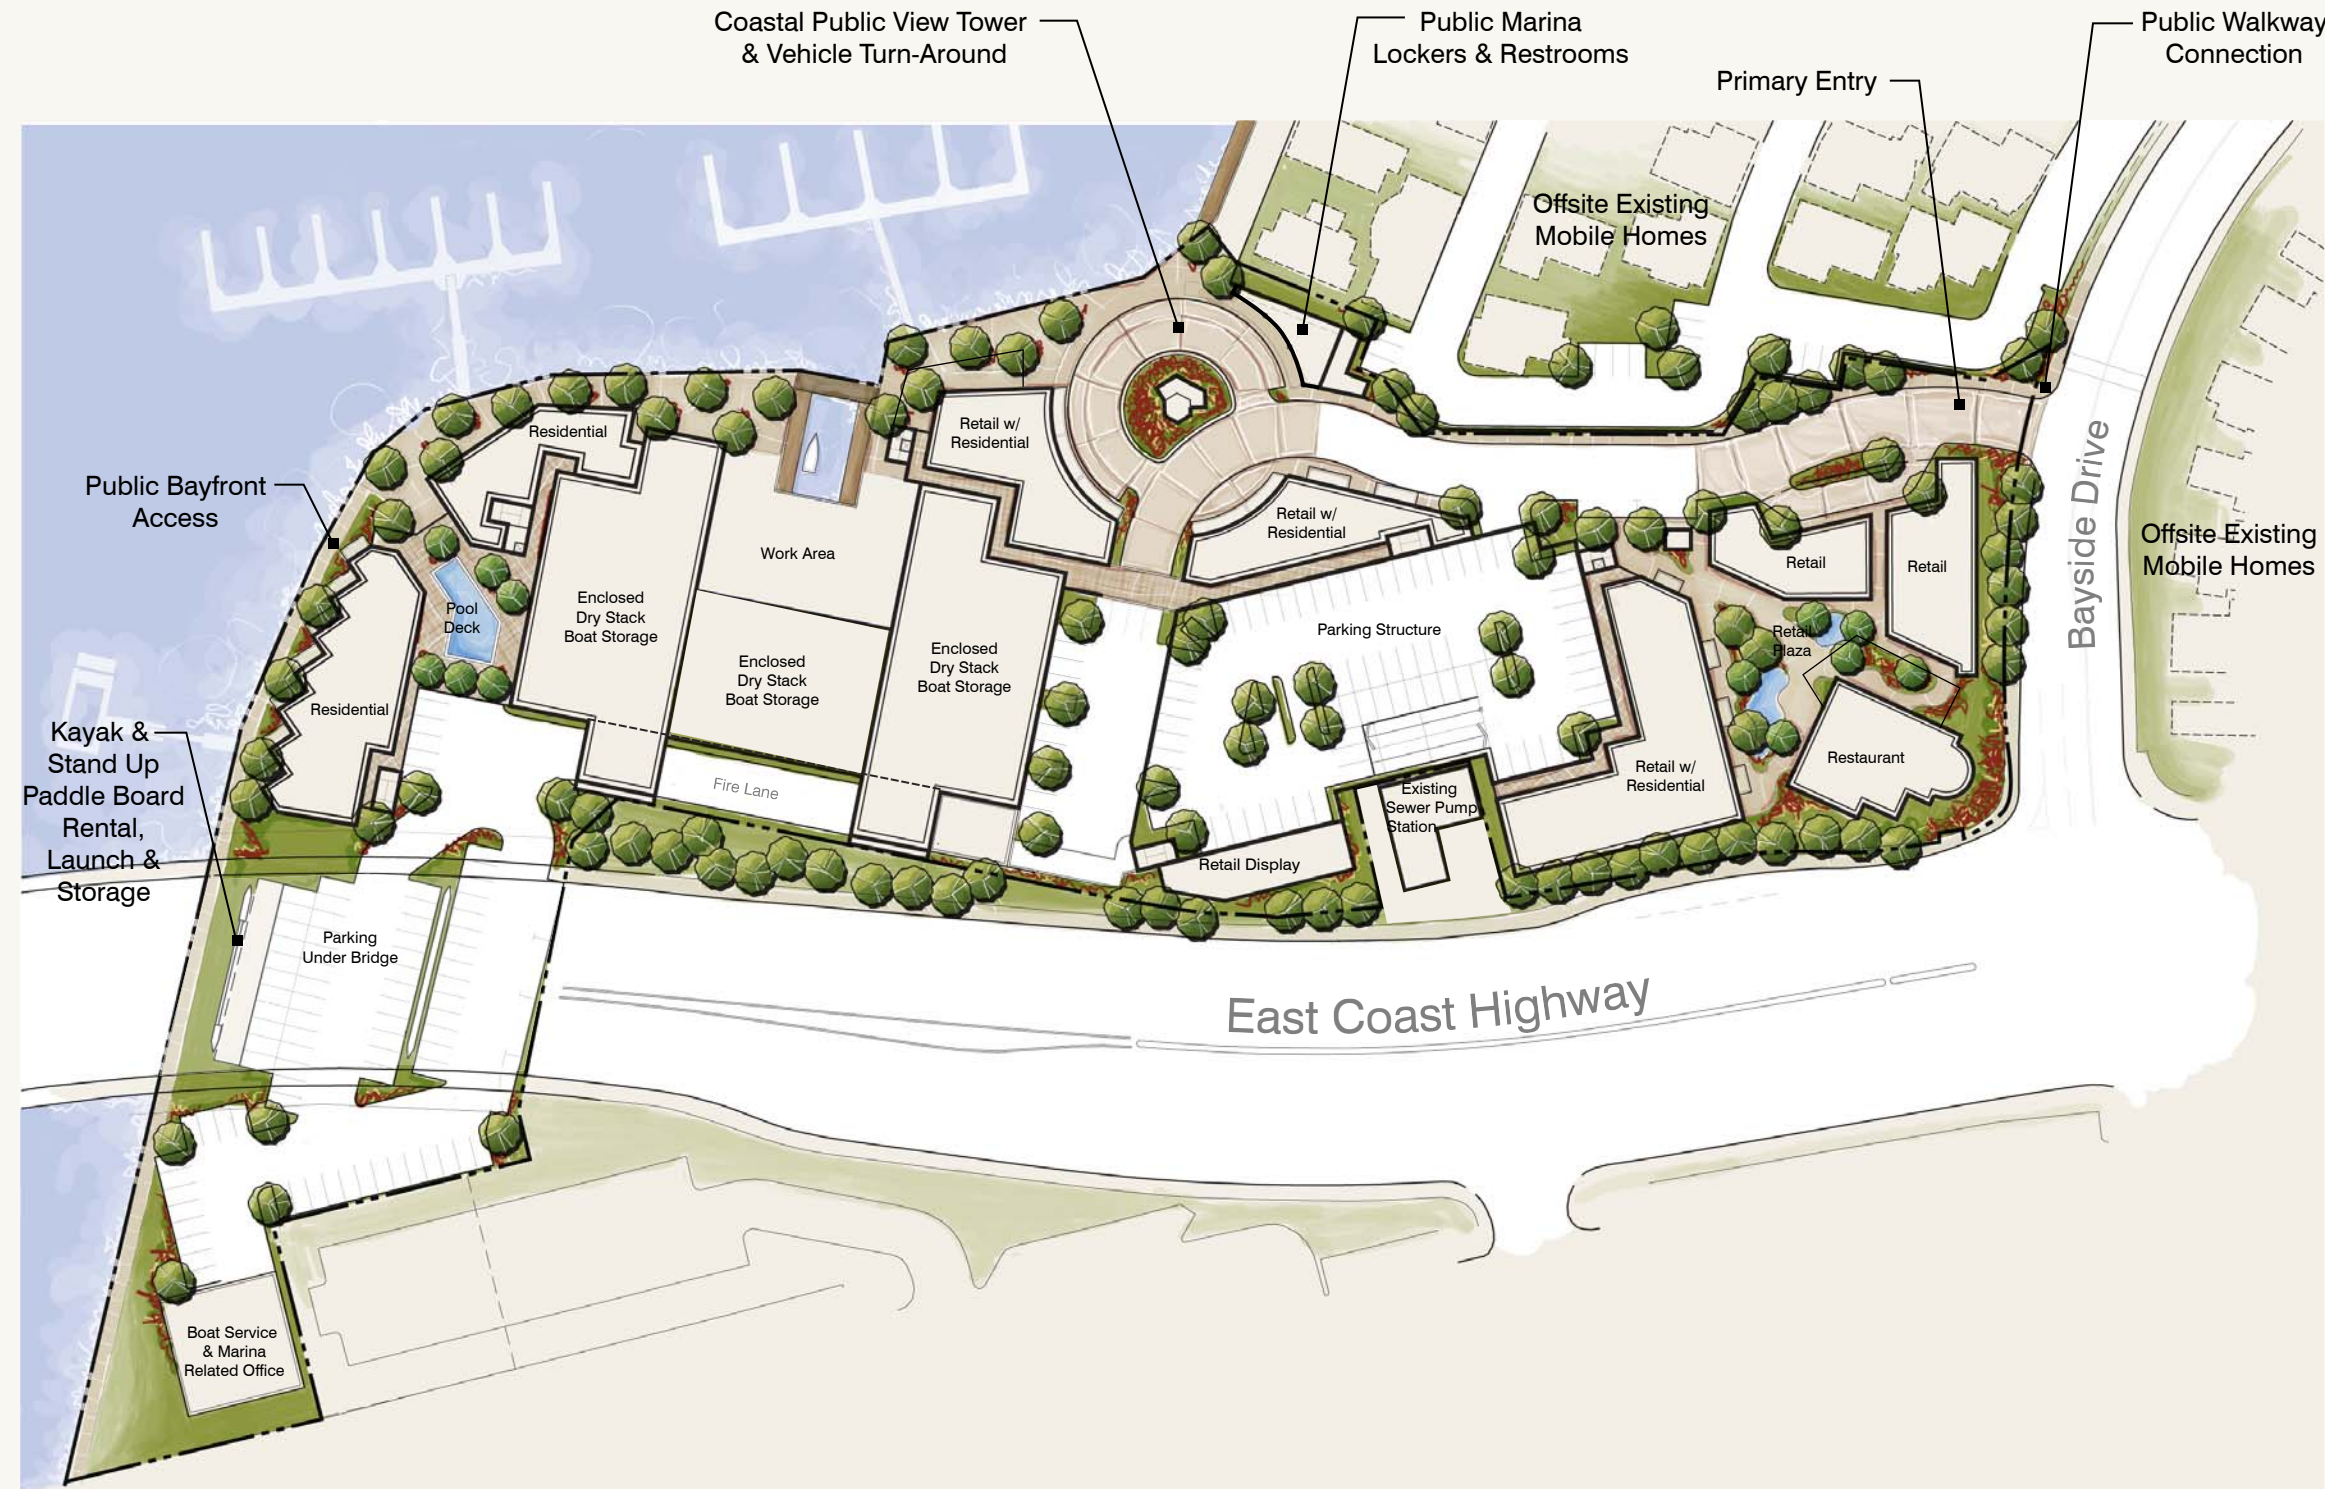 Coastal Public View Tower
& Vehicle Turn-Around
Public Marina
Lockers & Restrooms
Public Walkway
Connection
Primary Entry
Offsite Existing
Mobile Homes
Residential
Retail w/
Residential
Public Bayfront
Access
Retail w/
Residential
Bayside Drive
Offsite Existing
Mobile Homes
Work Area
Retail
Retail
Pool
Deck
Enclosed
Dry Stack
Boat Storage
Parking Structure
Retail
Plaza
Enclosed
Dry Stack
Boat Storage
Enclosed
Dry Stack
Boat Storage
Residential
Kayak &
Stand Up
Paddle Board
Rental,
Launch &
Storage
Restaurant
Retail w/
Residential
Fire Lane
Existing
Sewer Pump
Station
Retail Display
Parking
Under Bridge
East Coast Highway
Boat Service
& Marina
Related Office